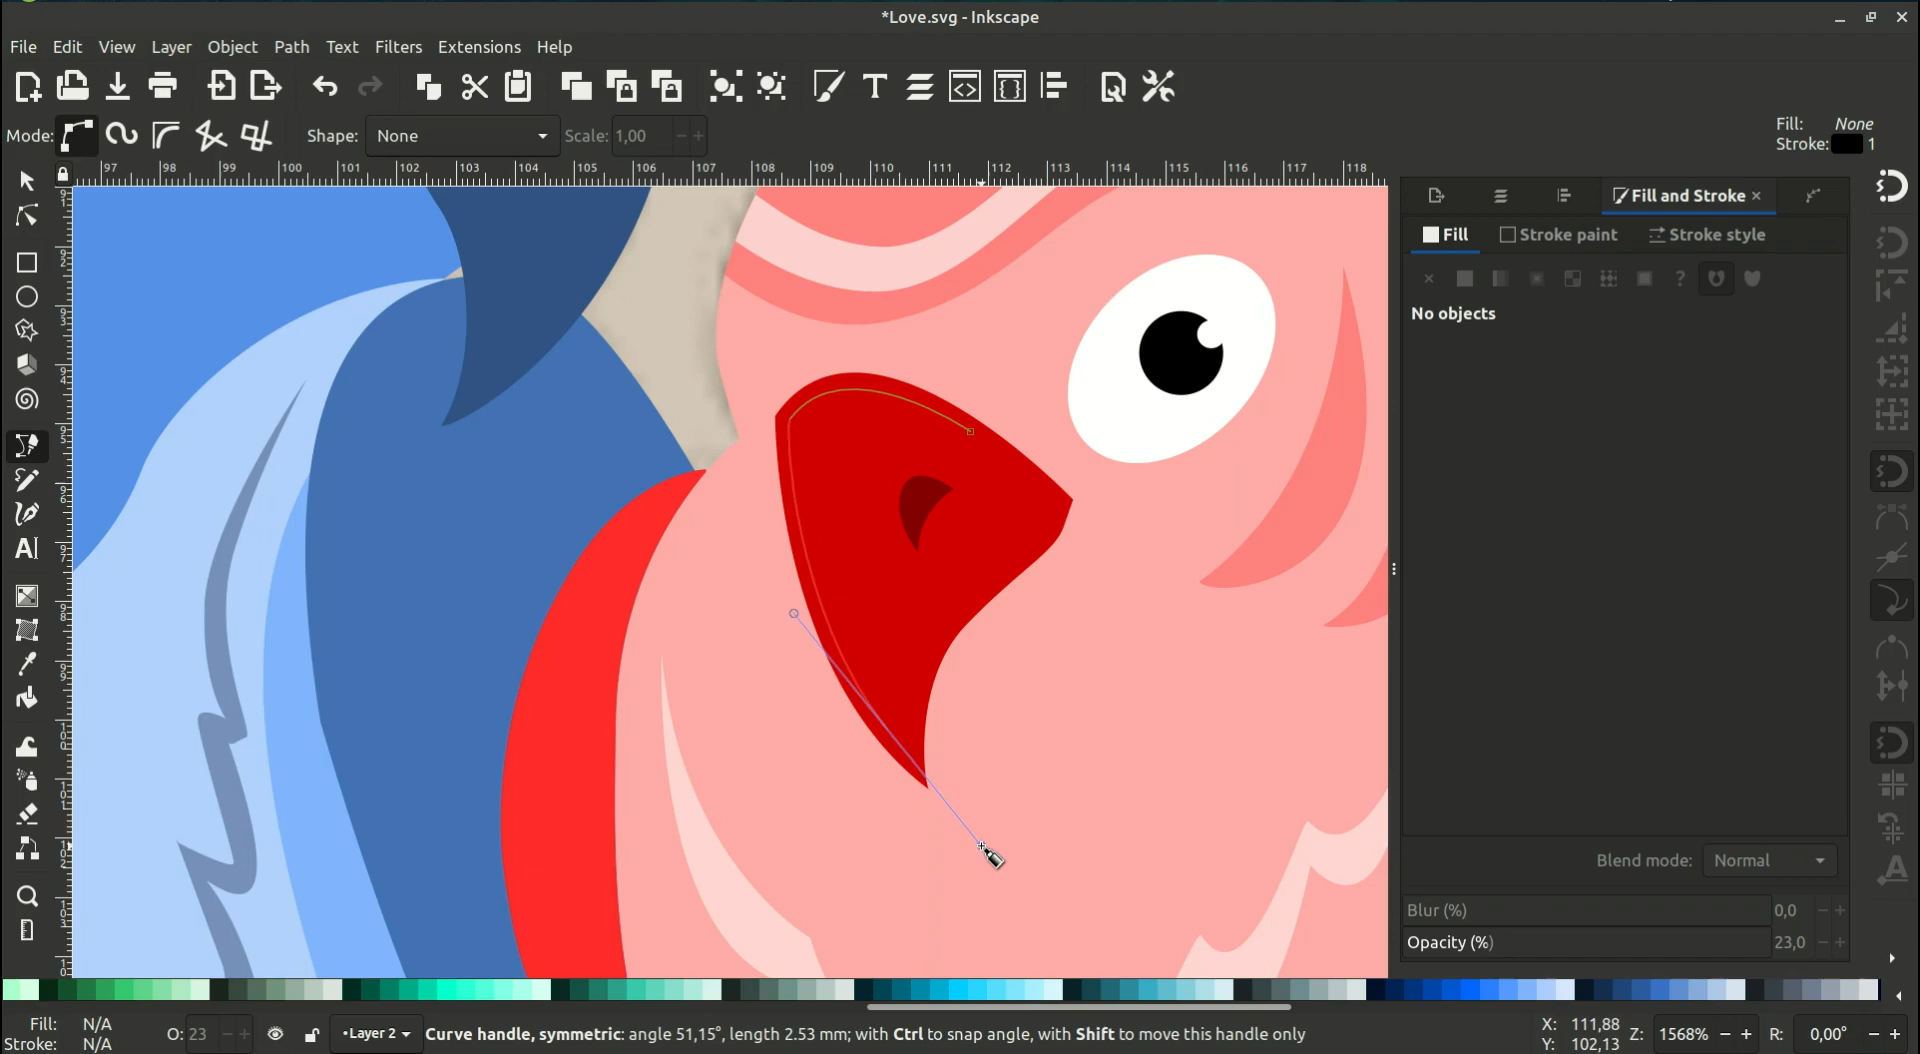 *Love.svg - Inkscape
File Edit View Layer Object Path Text Filters Extensions Help
Mode: Shape: None Scale: 1,00
Fill: None
Stroke: 1
97 98 99 100 101 102 103 104 105 106 107 108 109 110 111 112 113 114 115 116 117 118
Fill and Stroke ×
Fill Stroke paint Stroke style
No objects
Blend mode: Normal
Blur (%) 0,0
Opacity (%) 23,0
Fill: N/A
Stroke: N/A
O: 23
•Layer 2
Curve handle, symmetric: angle 51,15°, length 2.53 mm; with Ctrl to snap angle, with Shift to move this handle only
X: 111,88
Y: 102,13
Z: 1568%
R: 0,00°